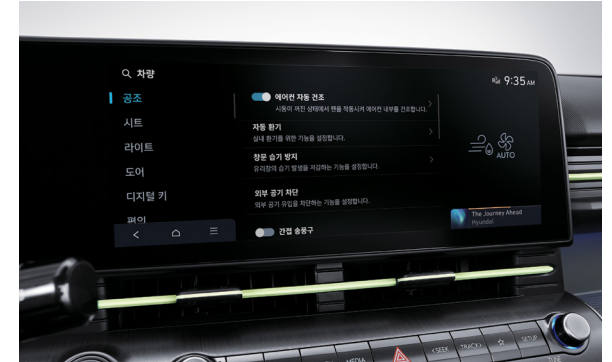 차량
9:35 AM
공조
시트
라이트
도어
디지털 키
편의
에어컨 자동 건조
시동이 꺼진 상태에서 팬을 작동시켜 에어컨 내부를 건조합니다.
자동 환기
실내 환기를 위한 기능을 설정합니다.
창문 습기 방지
유리창의 습기 발생을 저감하는 기능을 설정합니다.
외부 공기 차단
외부 공기 유입을 차단하는 기능을 설정합니다.
간접 송풍구
AUTO
The Journey Ahead
Hyundai
MEDIA
<SEEK
TRACK>
SETUP
TUNE